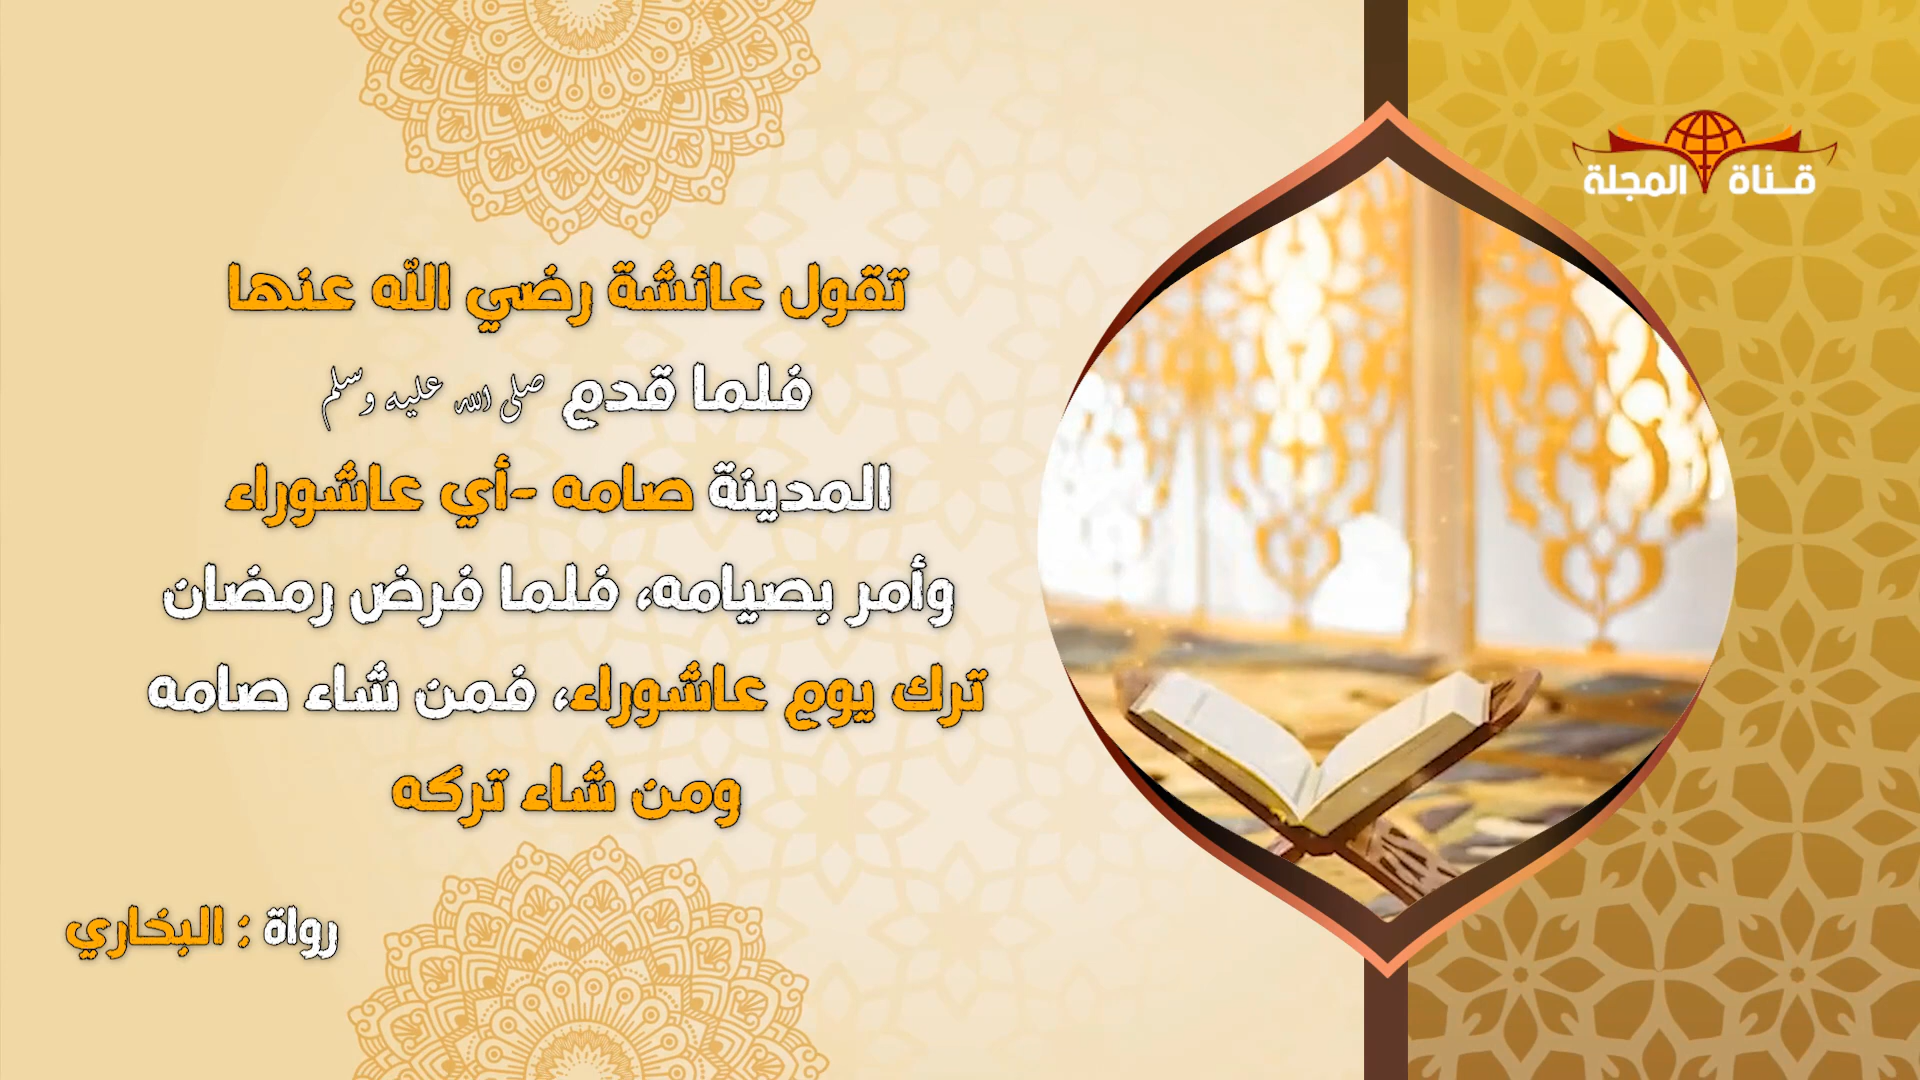 قناة المجلة
تقول عائشة رضي الله عنها
فلما قدم صلى الله عليه وسلم
المدينة صامه -أي عاشوراء
وأمر بصيامه، فلما فرض رمضان
ترك يوم عاشوراء، فمن شاء صامه
ومن شاء تركه
رواة : البخاري